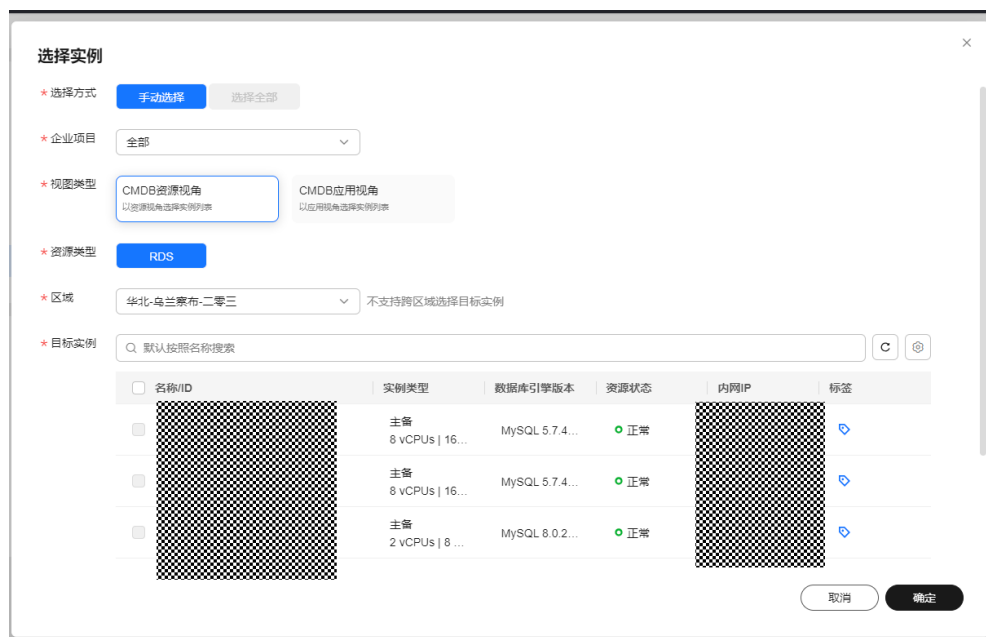 选择实例
* 选择方式 手动选择 选择全部
* 企业项目 全部
* 视图类型 CMDB资源视角 CMDB应用视角
以资源视角选择实例列表 以应用视角选择实例列表
* 资源类型 RDS
* 区域 华北-乌兰察布-二零三 不支持跨区域选择目标实例
* 目标实例 默认按照名称搜索
名称/ID 实例类型 数据库引擎版本 资源状态 内网IP 标签
主备
8 vCPUs | 16... MySQL 5.7.4... 正常
主备
8 vCPUs | 16... MySQL 5.7.4... 正常
主备
2 vCPUs | 8 ... MySQL 8.0.2... 正常
取消 确定